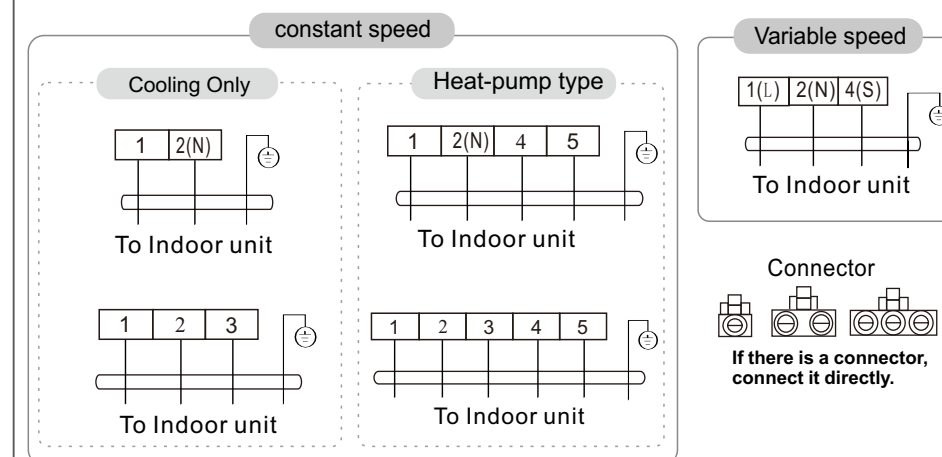 constant speed
Cooling Only
1 2(N)
To Indoor unit
1 2 3
To Indoor unit
Heat-pump type
1 2(N) 4 5
To Indoor unit
1 2 3 4 5
To Indoor unit
Variable speed
1(L) 2(N) 4(S)
To Indoor unit
Connector
If there is a connector,
connect it directly.